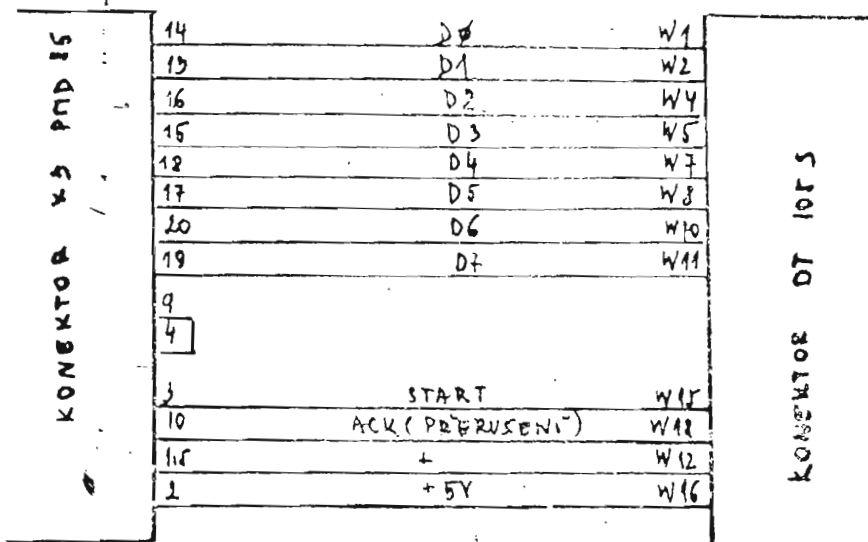 KONEKTOR K3 PMD 85
14 DØ W1
13 D1 W2
16 D2 W4
15 D3 W5
18 D4 W7
17 D5 W8
20 D6 W10
19 D7 W11
9
4
3 START W15
10 ACK (PŘERUŠENÍ) W18
⊥ W12
2 +5V W16
KONEKTOR DT 105 S